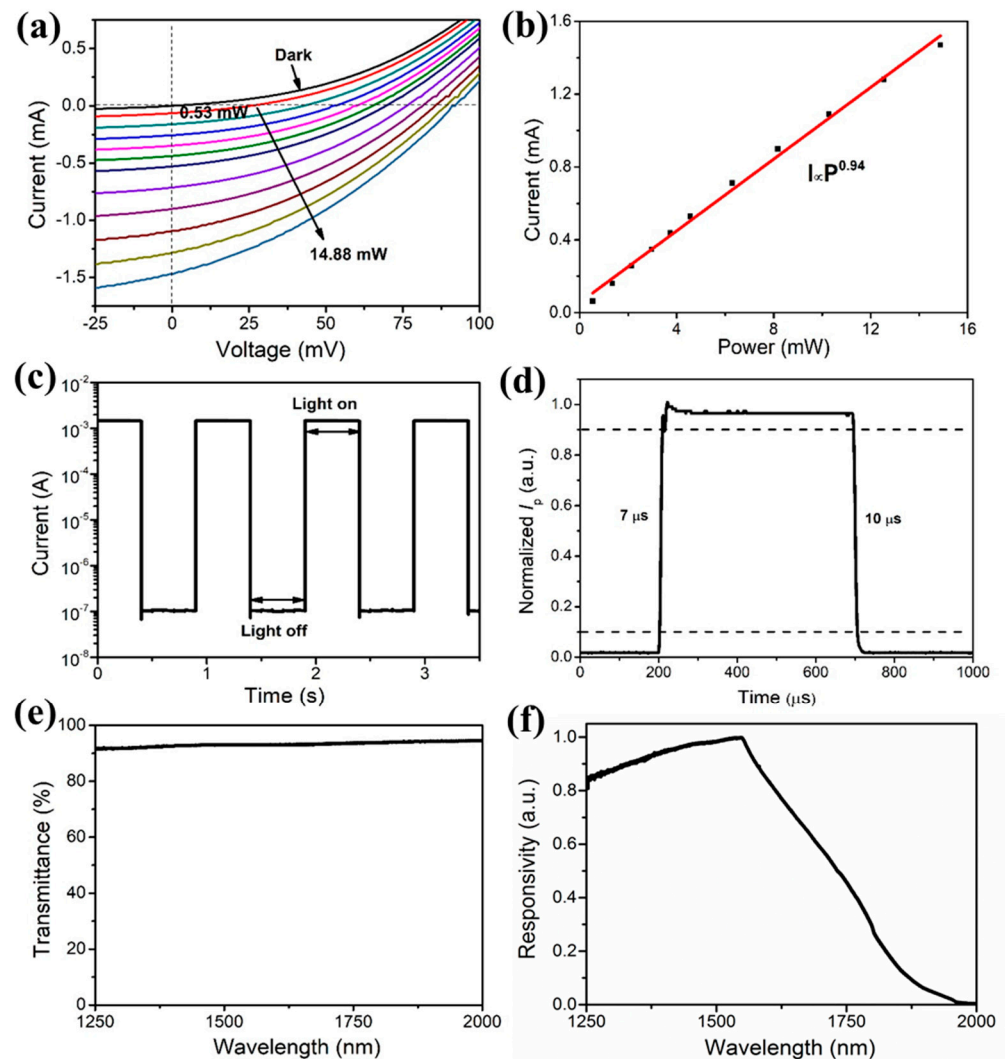 (a)
0.5
0.0
-0.5
-1.0
-1.5
Current (mA)
Dark
0.53 mW
14.88 mW
-25
0
25
50
75
100
Voltage (mV)
(b)
1.6
1.2
0.8
0.4
0.0
Current (mA)
I∝P^0.94
0
4
8
12
16
Power (mW)
(c)
10^-2
10^-3
10^-4
10^-5
10^-6
10^-7
10^-8
Current (A)
Light on
Light off
0
1
2
3
Time (s)
(d)
1.0
0.8
0.6
0.4
0.2
0.0
Normalized I_p (a.u.)
7 μs
10 μs
0
200
400
600
800
1000
Time (μs)
(e)
100
80
60
40
20
0
Transmittance (%)
1250
1500
1750
2000
Wavelength (nm)
(f)
1.0
0.8
0.6
0.4
0.2
0.0
Responsivity (a.u.)
1250
1500
1750
2000
Wavelength (nm)